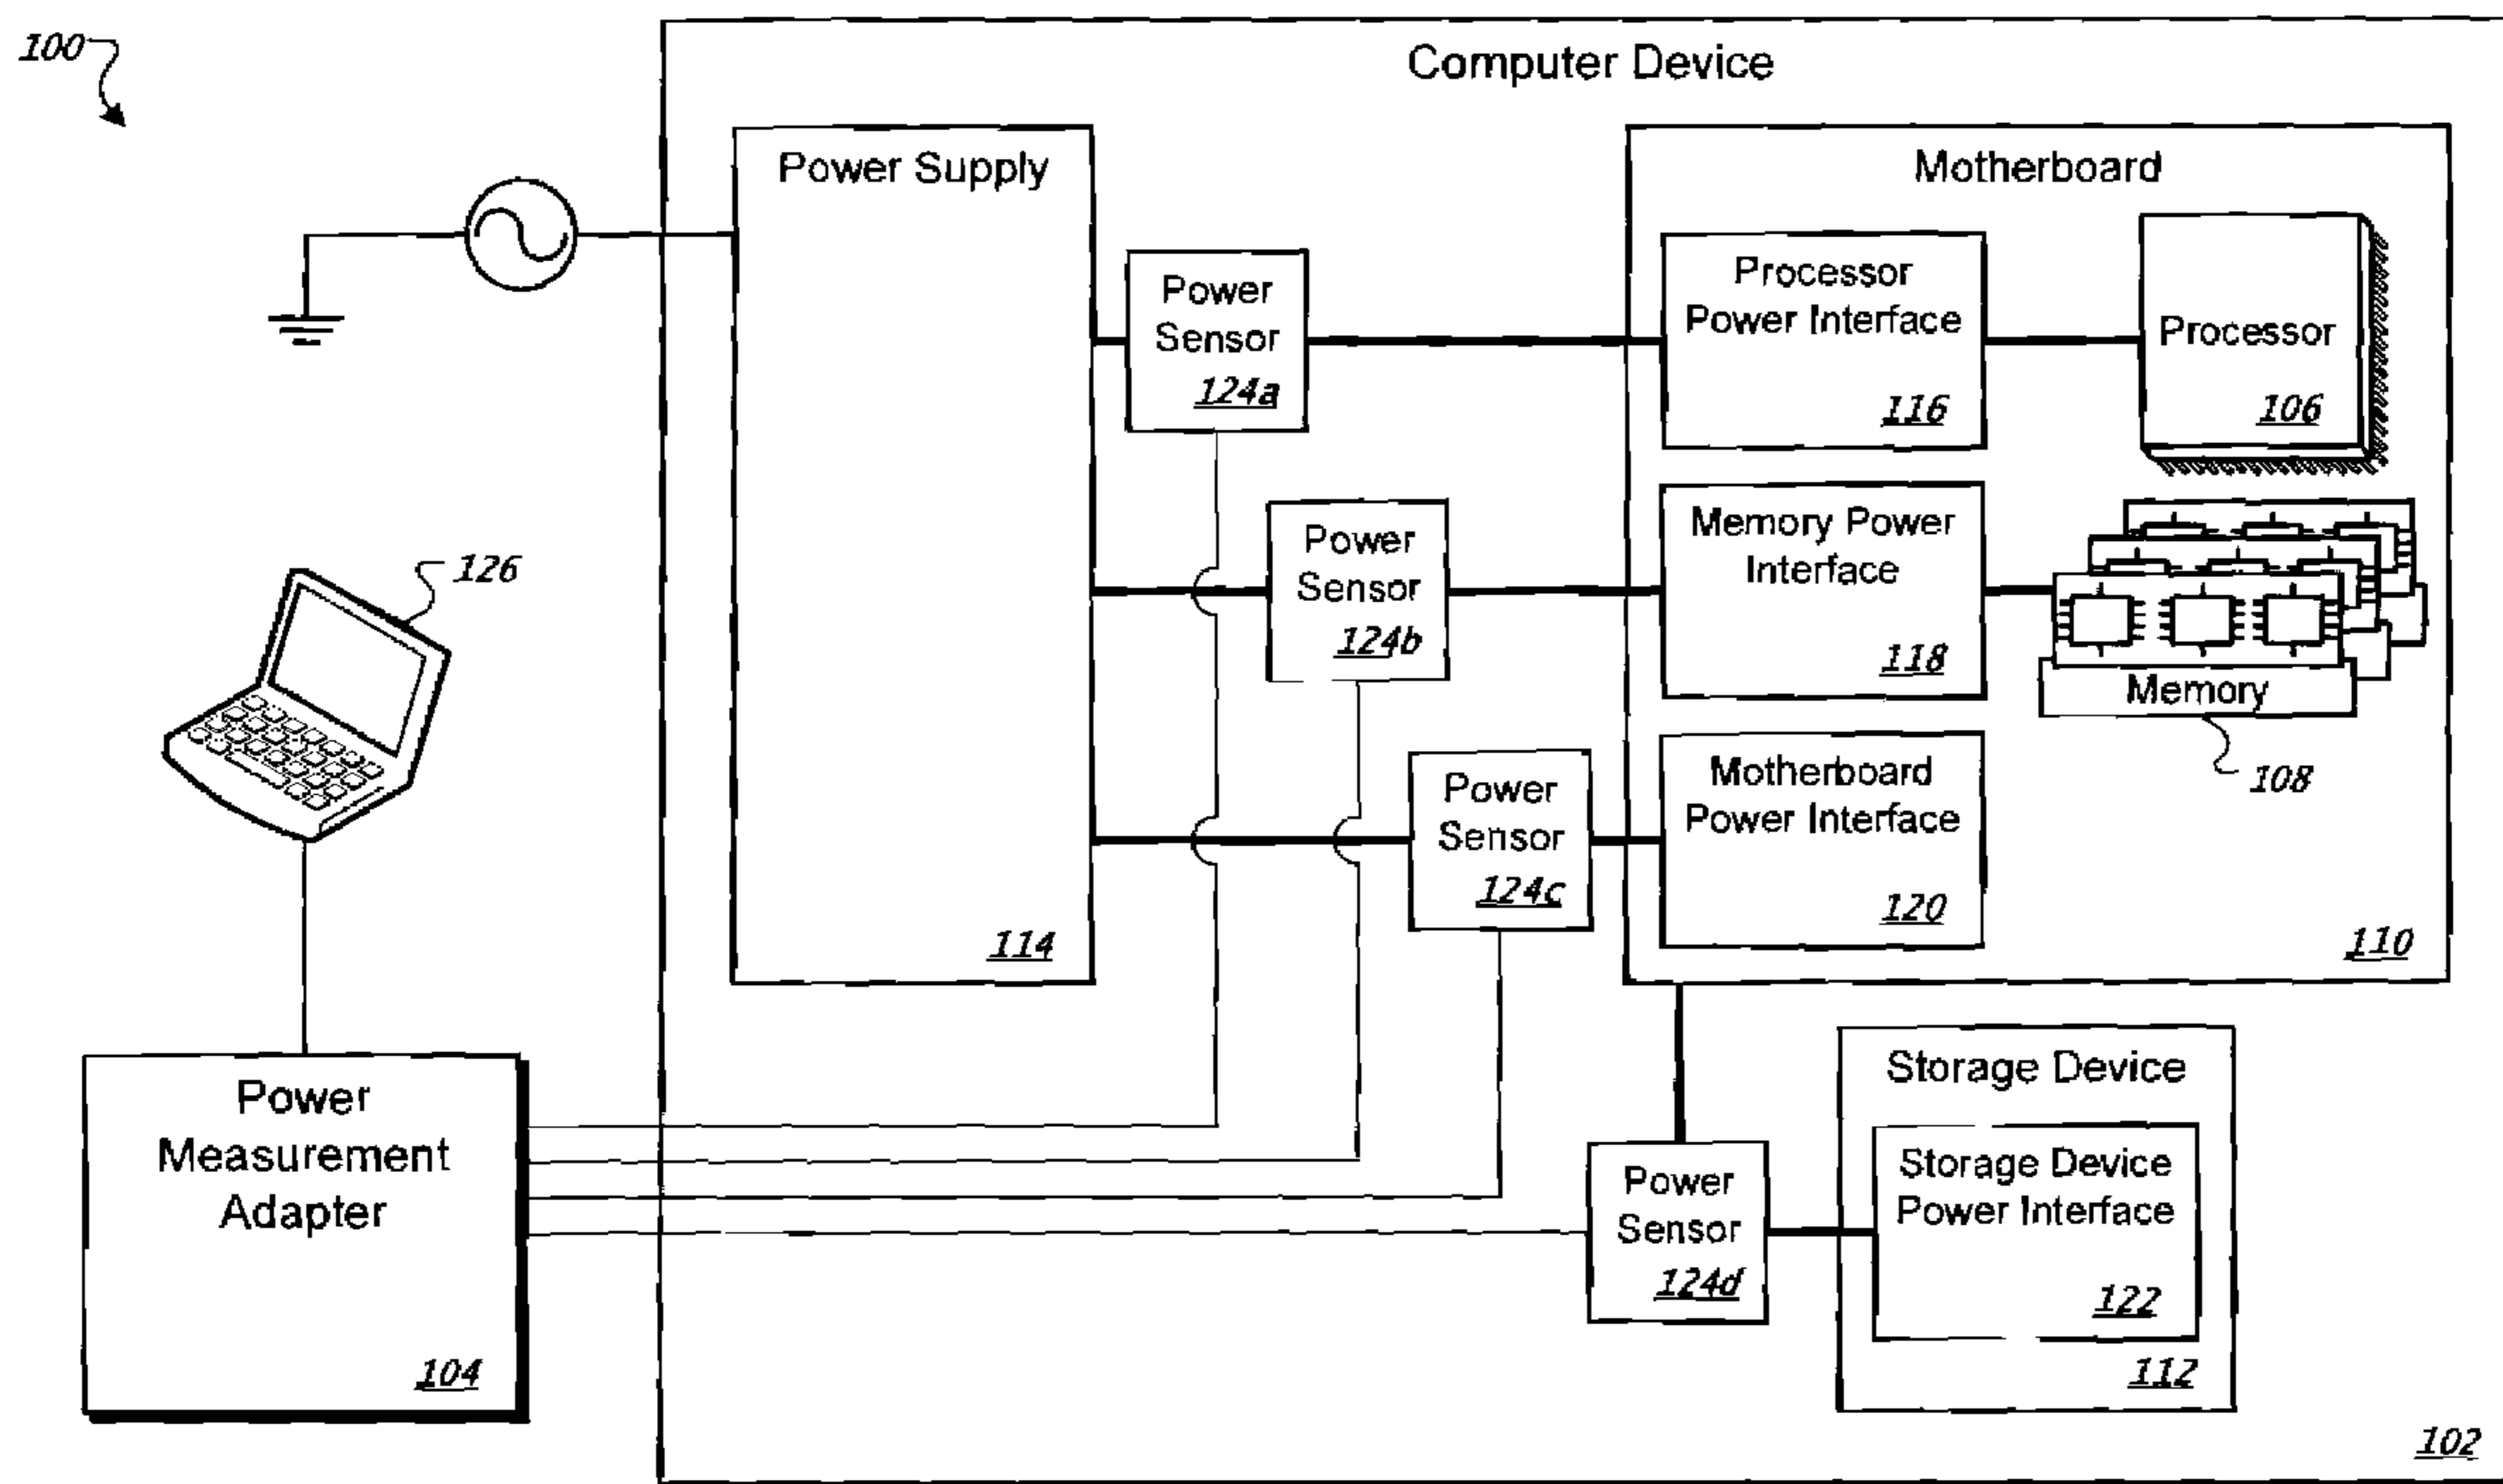 100
Computer Device
Power Supply
114
Power
Sensor
124a
Power
Sensor
124b
Power
Sensor
124c
Motherboard
Processor
Power Interface
116
Processor
106
Memory Power
Interface
118
Memory
108
Motherboard
Power Interface
120
110
126
Power
Measurement
Adapter
104
Power
Sensor
124d
Storage Device
Storage Device
Power Interface
122
112
102